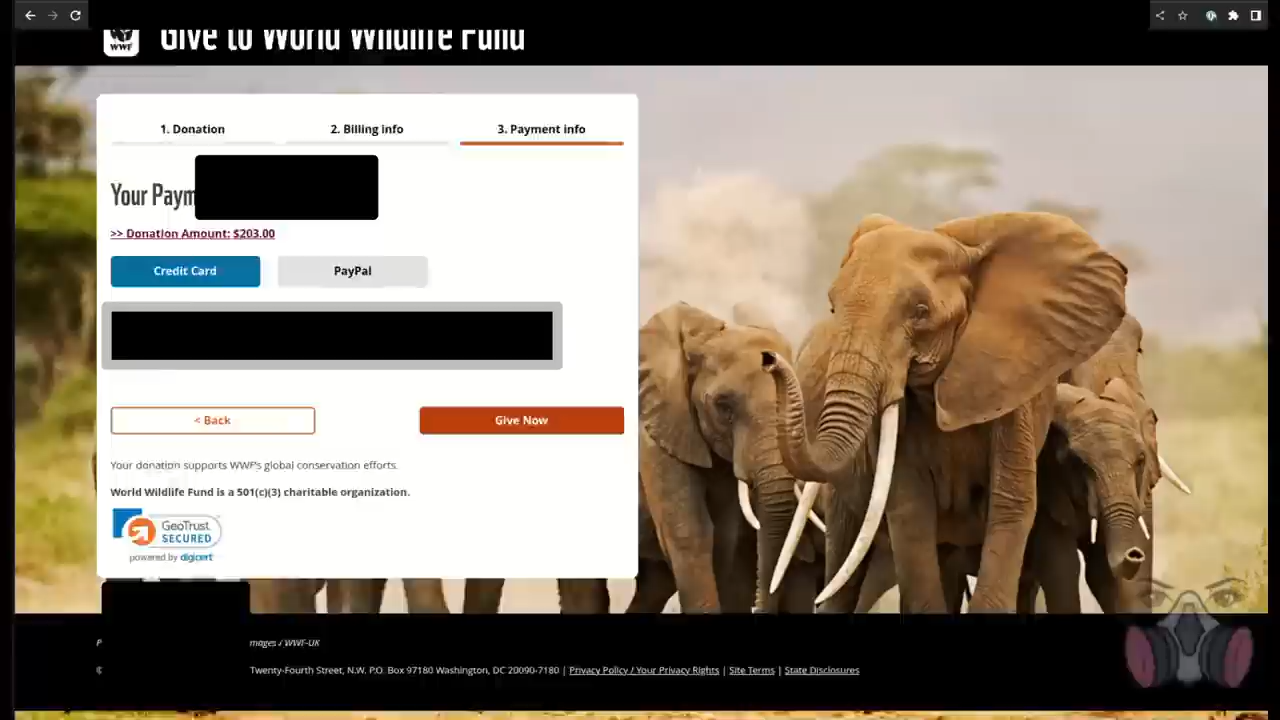 WWF
Give to World Wildlife Fund
1. Donation
2. Billing info
3. Payment info
Your
>> Donation Amount: $203.00
Credit Card
PayPal
< Back
Give Now
Your donation supports WWF's global conservation efforts.
World Wildlife Fund is a 501(c)(3) charitable organization.
GeoTrust
SECURED
powered by digicert
mages / WWF-UK
Twenty-Fourth Street, N.W. P.O. Box 97180 Washington, DC 20090-7180 | Privacy Policy / Your Privacy Rights | Site Terms | State Disclosures